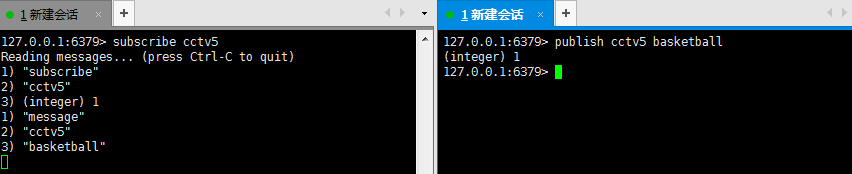 1 新建会话
127.0.0.1:6379> subscribe cctv5
Reading messages... (press Ctrl-C to quit)
1) "subscribe"
2) "cctv5"
3) (integer) 1
1) "message"
2) "cctv5"
3) "basketball"
1 新建会话
127.0.0.1:6379> publish cctv5 basketball
(integer) 1
127.0.0.1:6379>